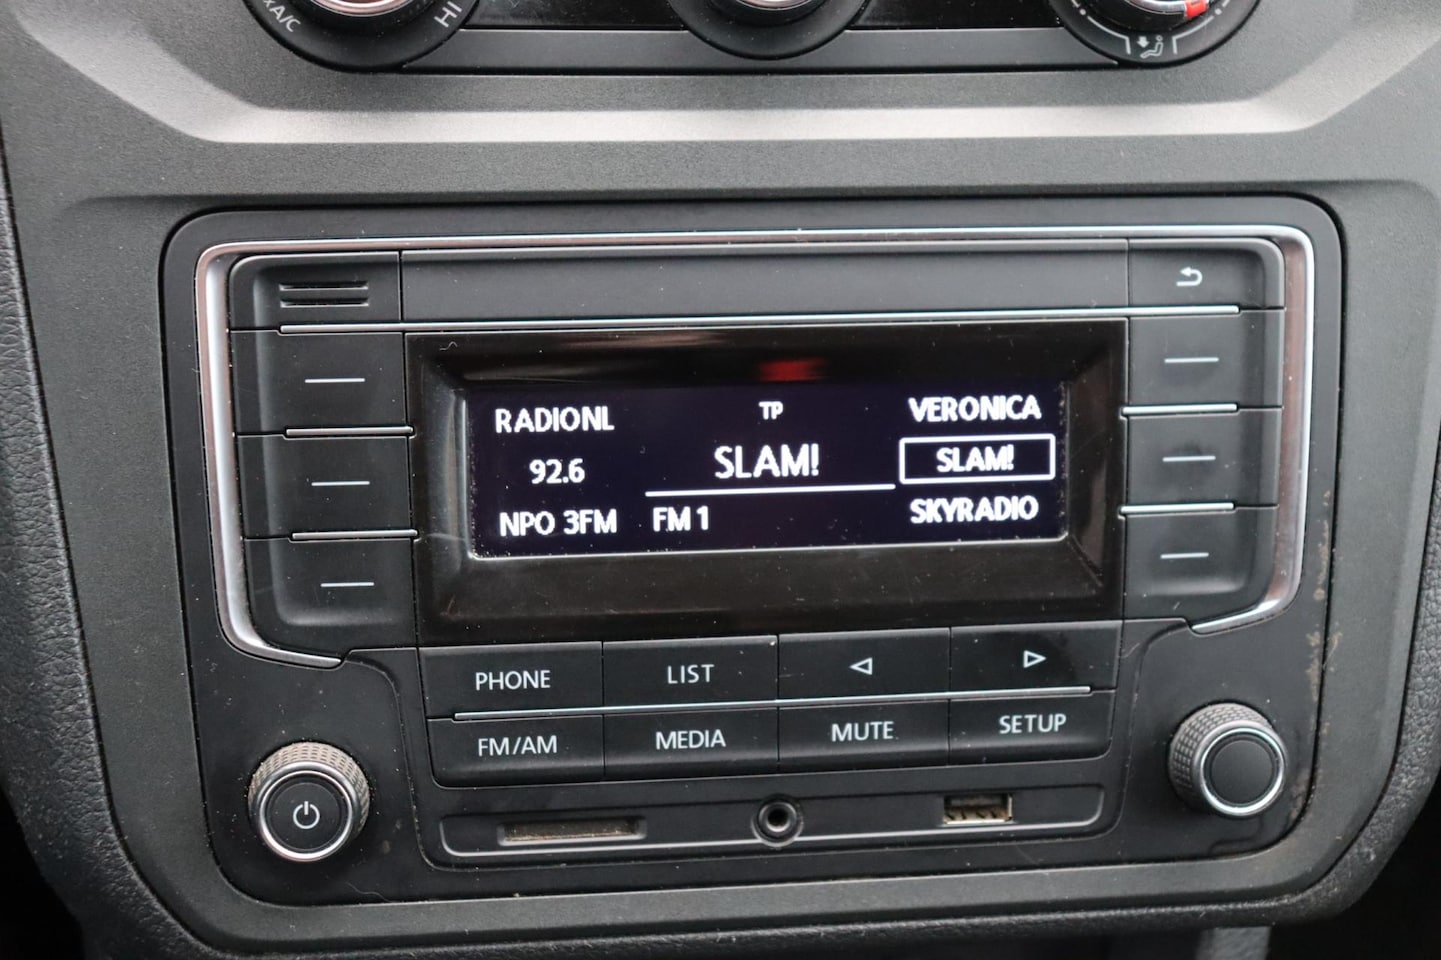 A/C
HI
RADIONL
TP
VERONICA
92.6
SLAM!
SLAM!
NPO 3FM
FM 1
SKYRADIO
PHONE
LIST
FM/AM
MEDIA
MUTE
SETUP